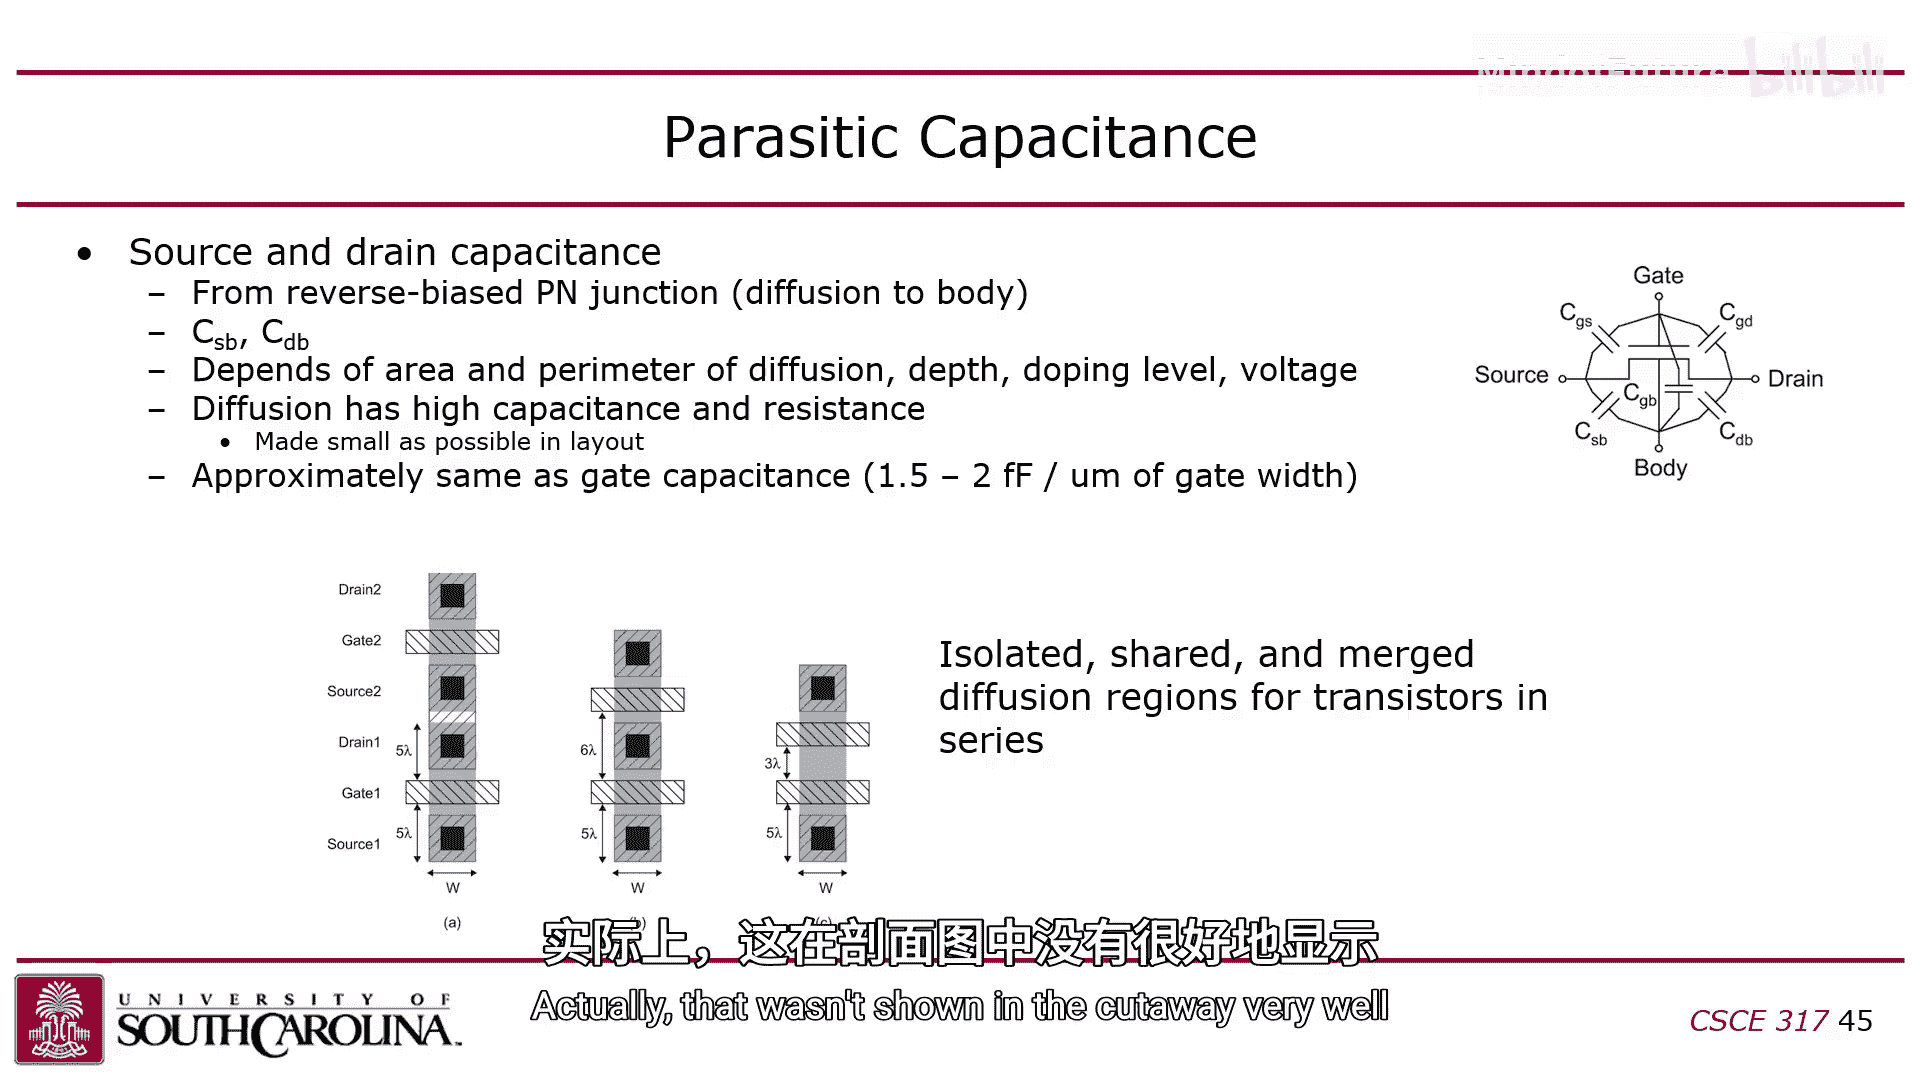 Parasitic Capacitance
• Source and drain capacitance
– From reverse-biased PN junction (diffusion to body)
– Csb, Cdb
– Depends of area and perimeter of diffusion, depth, doping level, voltage
– Diffusion has high capacitance and resistance
• Made small as possible in layout
– Approximately same as gate capacitance (1.5 – 2 fF / um of gate width)
Gate
Cgs
Cgd
Source
Drain
Cgb
Csb
Cdb
Body
Drain2
Gate2
Source2
Drain1
Gate1
Source1
5λ
5λ
W
(a)
6λ
5λ
W
(b)
3λ
5λ
W
(c)
Isolated, shared, and merged
diffusion regions for transistors in
series
实际上，这在剖面图中没有很好地显示
Actually, that wasn't shown in the cutaway very well
UNIVERSITY OF
SOUTH CAROLINA
CSCE 317 45
bilibili